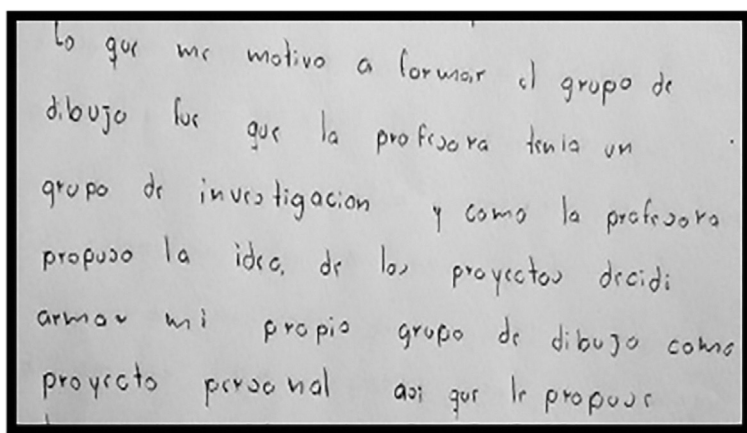 lo que me motivo a formar el grupo de
dibujo fue que la profesora tenia un
grupo de investigacion y como la profesora
propuso la idea. de los proyectos decidi
armar mi propio grupo de dibujo como
proyecto personal asi que le propuse